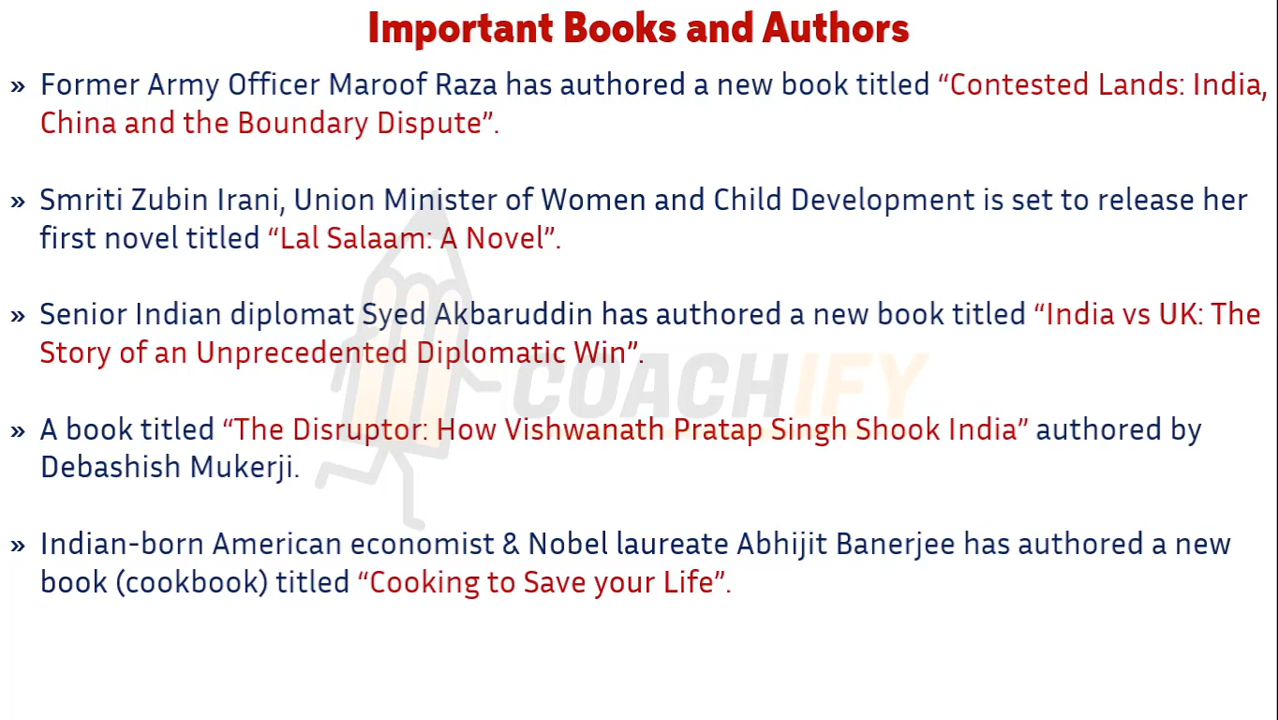 Important Books and Authors
» Former Army Officer Maroof Raza has authored a new book titled “Contested Lands: India,
China and the Boundary Dispute”.
» Smriti Zubin Irani, Union Minister of Women and Child Development is set to release her
first novel titled “Lal Salaam: A Novel”.
» Senior Indian diplomat Syed Akbaruddin has authored a new book titled “India vs UK: The
Story of an Unprecedented Diplomatic Win”.
COACHIFY
» A book titled “The Disruptor: How Vishwanath Pratap Singh Shook India” authored by
Debashish Mukerji.
» Indian-born American economist & Nobel laureate Abhijit Banerjee has authored a new
book (cookbook) titled “Cooking to Save your Life”.